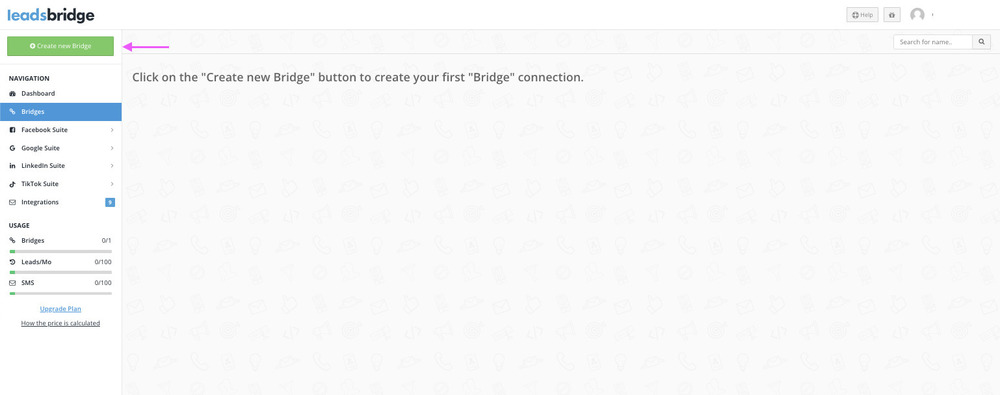 leadsbridge
Help
Create new Bridge
Search for name..
Click on the "Create new Bridge" button to create your first "Bridge" connection.
NAVIGATION
Dashboard
Bridges
Facebook Suite
Google Suite
LinkedIn Suite
TikTok Suite
Integrations 9
USAGE
Bridges 0/1
Leads/Mo 0/100
SMS 0/100
Upgrade Plan
How the price is calculated